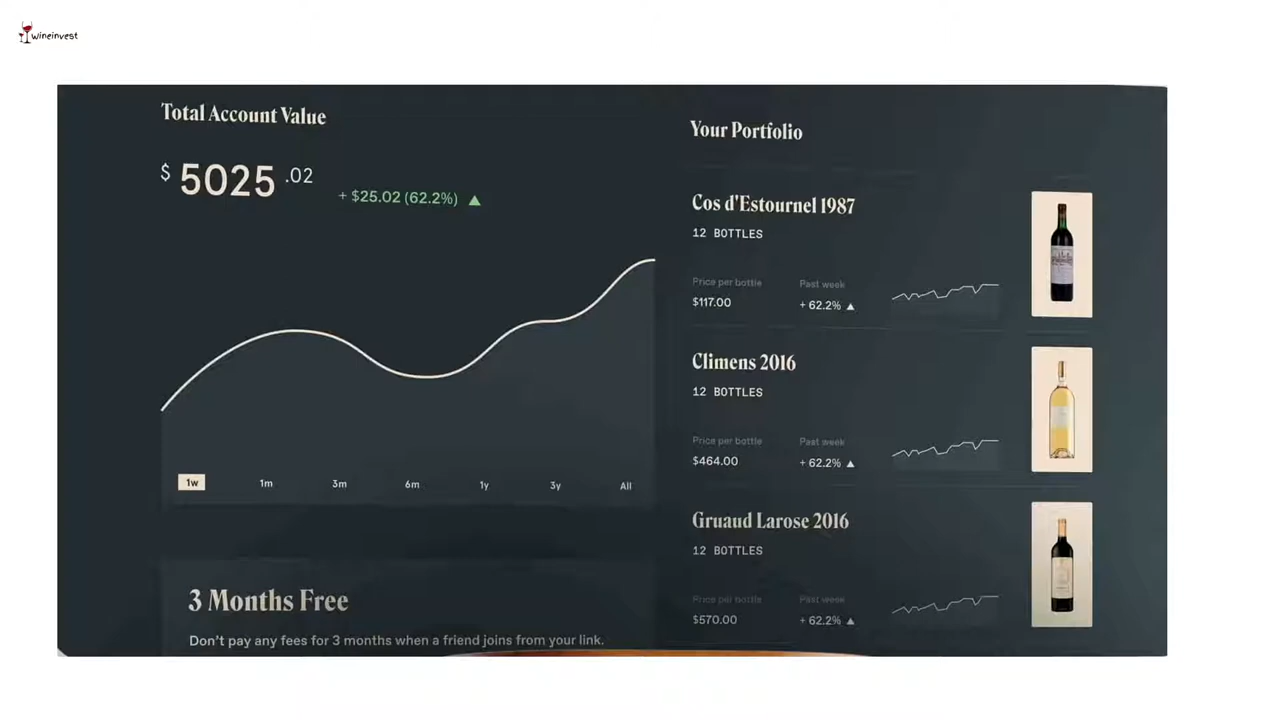 wineinvest
Total Account Value
$ 5025 .02
+ $25.02 (62.2%) ▲
1w 1m 3m 6m 1y 3y All
3 Months Free
Don't pay any fees for 3 months when a friend joins from your link.
Your Portfolio
Cos d'Estournel 1987
12 BOTTLES
Price per bottle Past week
$117.00 + 62.2% ▲
Climens 2016
12 BOTTLES
Price per bottle Past week
$464.00 + 62.2% ▲
Gruaud Larose 2016
12 BOTTLES
Price per bottle Past week
$570.00 + 62.2% ▲